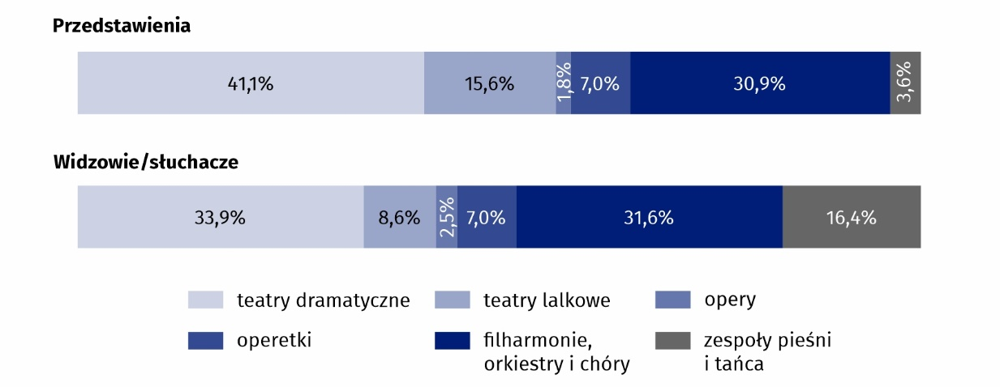 Przedstawienia
41,1% 15,6% 1,8% 7,0% 30,9% 3,6%
Widzowie/słuchacze
33,9% 8,6% 2,5% 7,0% 31,6% 16,4%
teatry dramatyczne teatry lalkowe opery
operetki filharmonie, zespoły pieśni
orkiestry i chóry i tańca